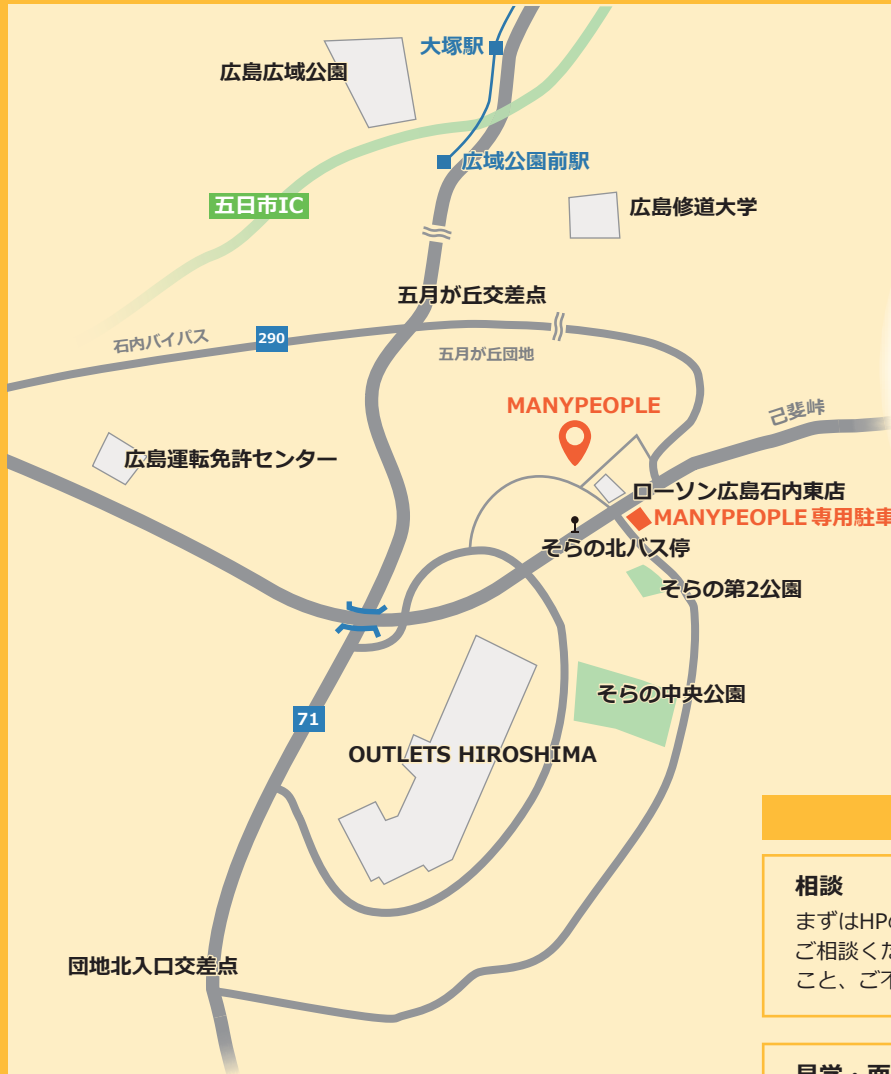 大塚駅
広島広域公園
広域公園前駅
五日市IC
広島修道大学
五月が丘交差点
石内バイパス
290
五月が丘団地
MANYPEOPLE
己斐峠
広島運転免許センター
ローソン広島石内東店
MANYPEOPLE 専用駐車
そらの北バス停
そらの第2公園
そらの中央公園
71
OUTLETS HIROSHIMA
団地北入口交差点
相談
まずはHPの
ご相談くだ
こと、ご不
見学・面